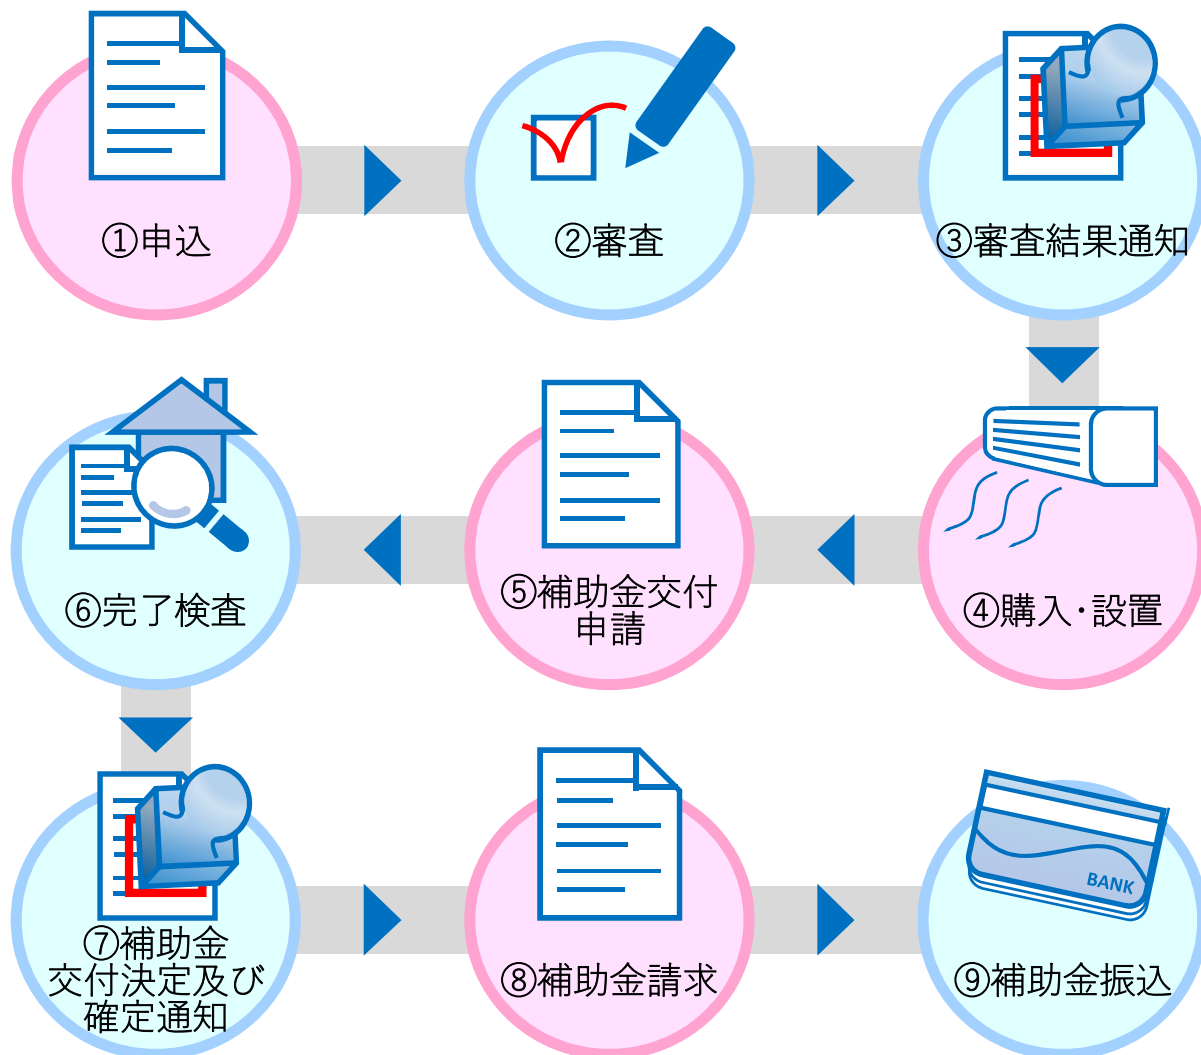 ①申込
②審査
③審査結果通知
④購入・設置
⑤補助金交付
申請
⑥完了検査
⑦補助金
交付決定及び
確定通知
⑧補助金請求
BANK
⑨補助金振込